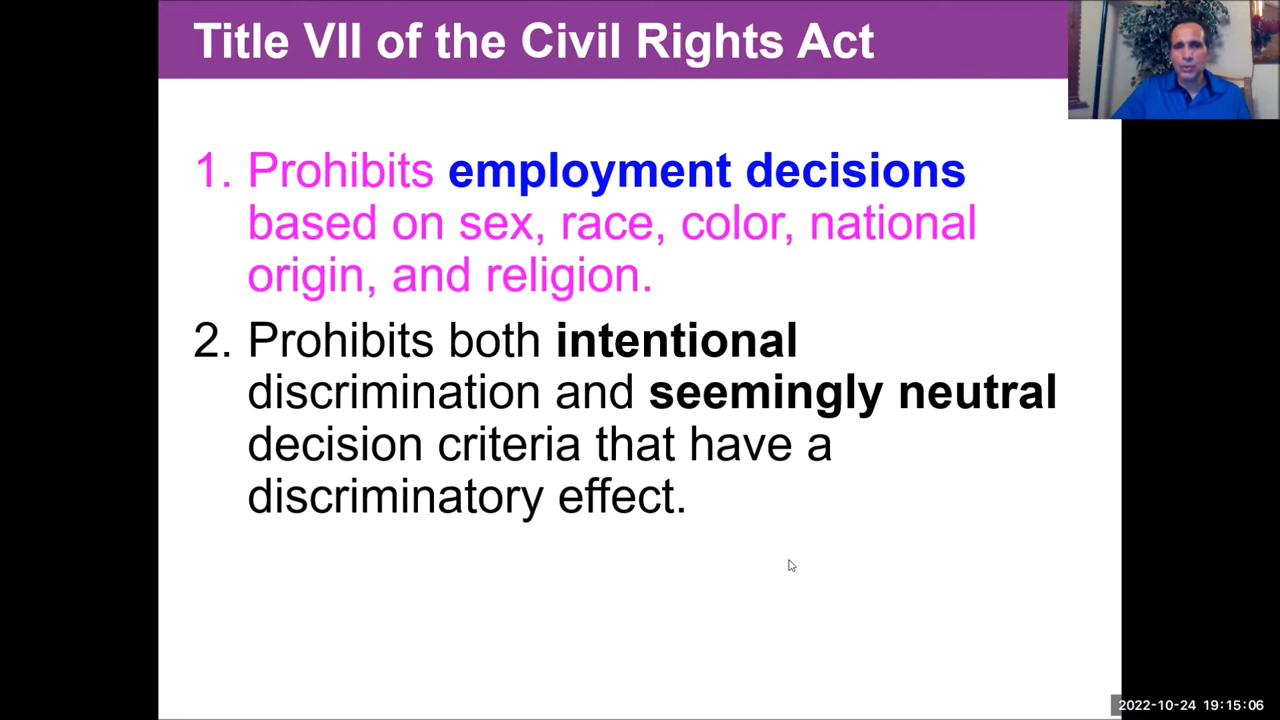 Title VII of the Civil Rights Act
1. Prohibits employment decisions
based on sex, race, color, national
origin, and religion.
2. Prohibits both intentional
discrimination and seemingly neutral
decision criteria that have a
discriminatory effect.
2022-10-24 19:15:06